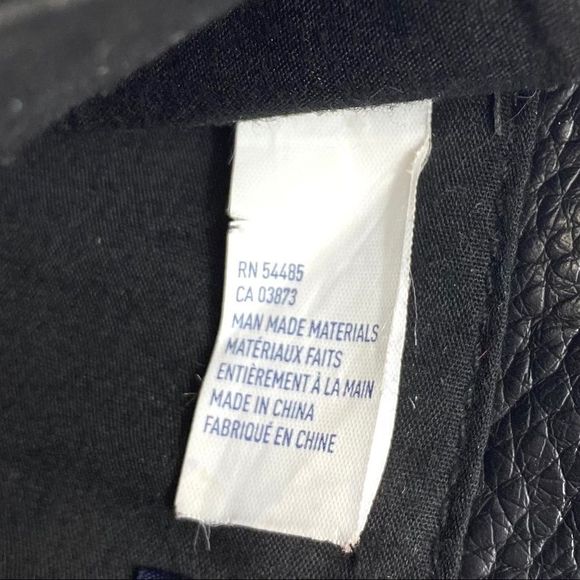 RN 54485
CA 03873
MAN MADE MATERIALS
MATÉRIAUX FAITS
ENTIÈREMENT À LA MAIN
MADE IN CHINA
FABRIQUÉ EN CHINE